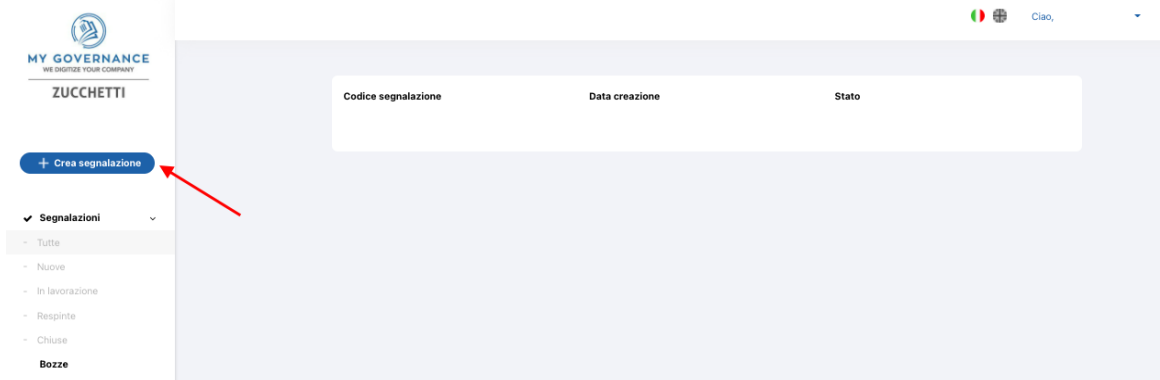 MY GOVERNANCE
WE DIGITIZE YOUR COMPANY
ZUCCHETTI
Crea segnalazione
Segnalazioni
Tutte
Nuove
In lavorazione
Respinte
Chiuse
Bozze
Ciao,
Codice segnalazione Data creazione Stato